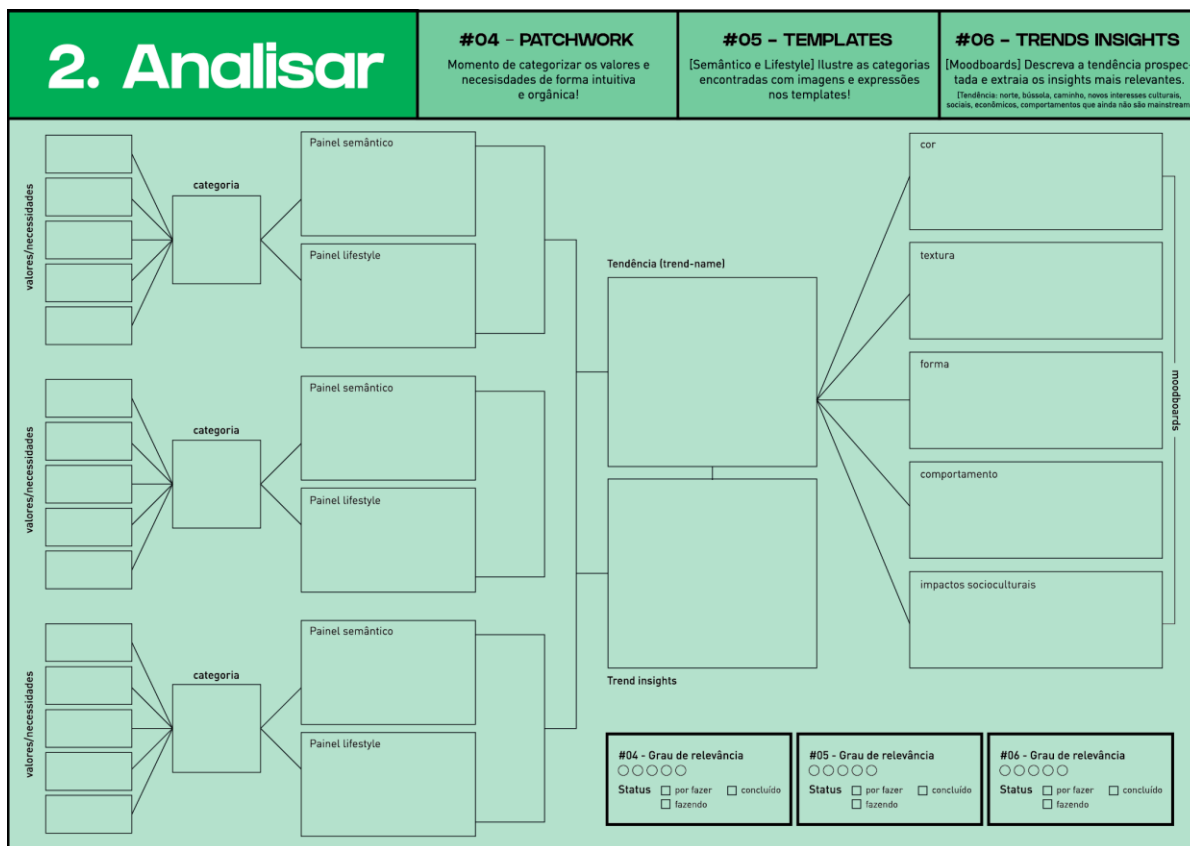 2. Analisar
#04 – PATCHWORK
Momento de categorizar os valores e
necesisdades de forma intuitiva
e orgânica!
#05 – TEMPLATES
[Semântico e Lifestyle] Ilustre as categorias
encontradas com imagens e expressões
nos templates!
#06 – TRENDS INSIGHTS
[Moodboards] Descreva a tendência prospec-
tada e extraia os insights mais relevantes.
[Tendência: norte, bússola, caminho, novos interesses culturais,
sociais, econômicos, comportamentos que ainda não são mainstream
valores/necessidades
categoria
Painel semântico
Painel lifestyle
valores/necessidades
categoria
Painel semântico
Painel lifestyle
valores/necessidades
categoria
Painel semântico
Painel lifestyle
Tendência (trend-name)
Trend insights
cor
textura
forma
comportamento
impactos socioculturais
moodboards
#04 - Grau de relevância
Status
por fazer
concluído
fazendo
#05 - Grau de relevância
Status
por fazer
concluído
fazendo
#06 - Grau de relevância
Status
por fazer
concluído
fazendo